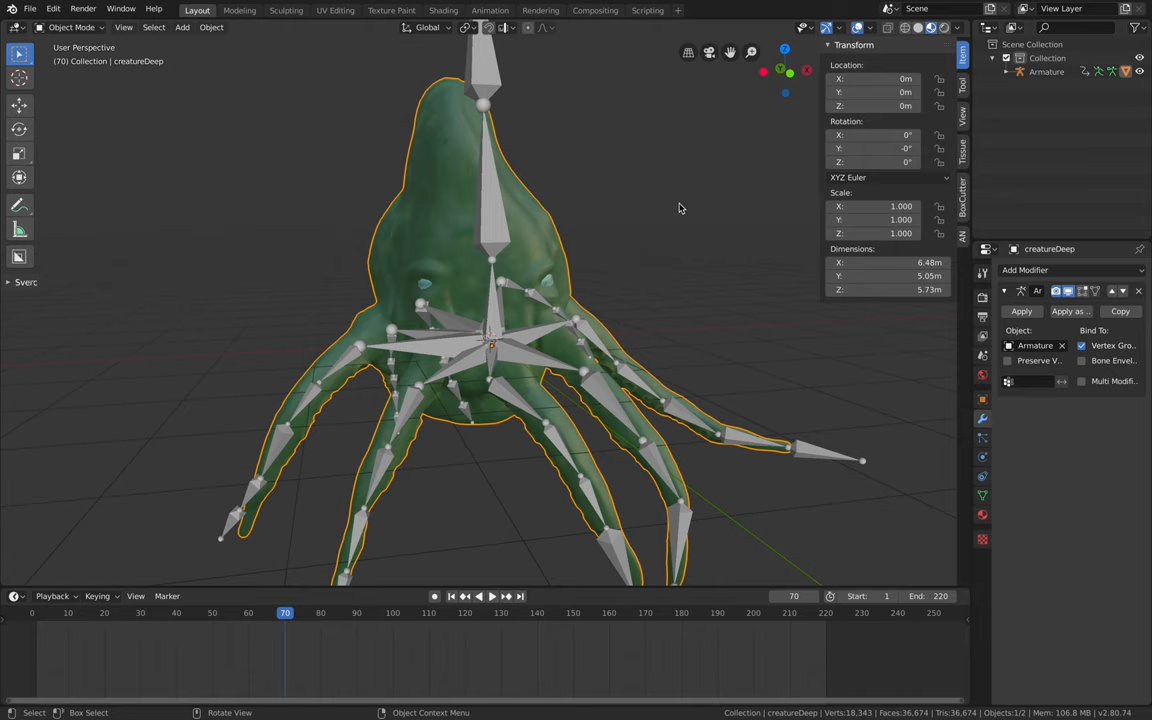 File Edit Render Window Help Layout Modeling Sculpting UV Editing Texture Paint Shading Animation Rendering Compositing Scripting + Scene View Layer
Object Mode View Select Add Object Global
User Perspective
(70) Collection | creatureDeep
Sverc
Transform
Location:
X: 0m
Y: 0m
Z: 0m
Rotation:
X: 0°
Y: -0°
Z: 0°
XYZ Euler
Scale:
X: 1.000
Y: 1.000
Z: 1.000
Dimensions:
X: 6.48m
Y: 5.05m
Z: 5.73m
Item
Tool
View
Tissue
BoxCutter
AN
X
Y
Z
Scene Collection
Collection
Armature
creatureDeep
Add Modifier
Ar
Apply Apply as .. Copy
Object: Bind To:
Armature Vertex Gro..
Preserve V.. Bone Envel..
Multi Modifi..
Playback Keying View Marker 70 Start: 1 End: 220
0 10 20 30 40 50 60 70 80 90 100 110 120 130 140 150 160 170 180 190 200 210 220 230 240 250
Select Box Select Rotate View Object Context Menu Collection | creatureDeep | Verts:18,343 | Faces:36,674 | Tris:36,674 | Objects:1/2 | Mem: 106.8 MB | v2.80.74